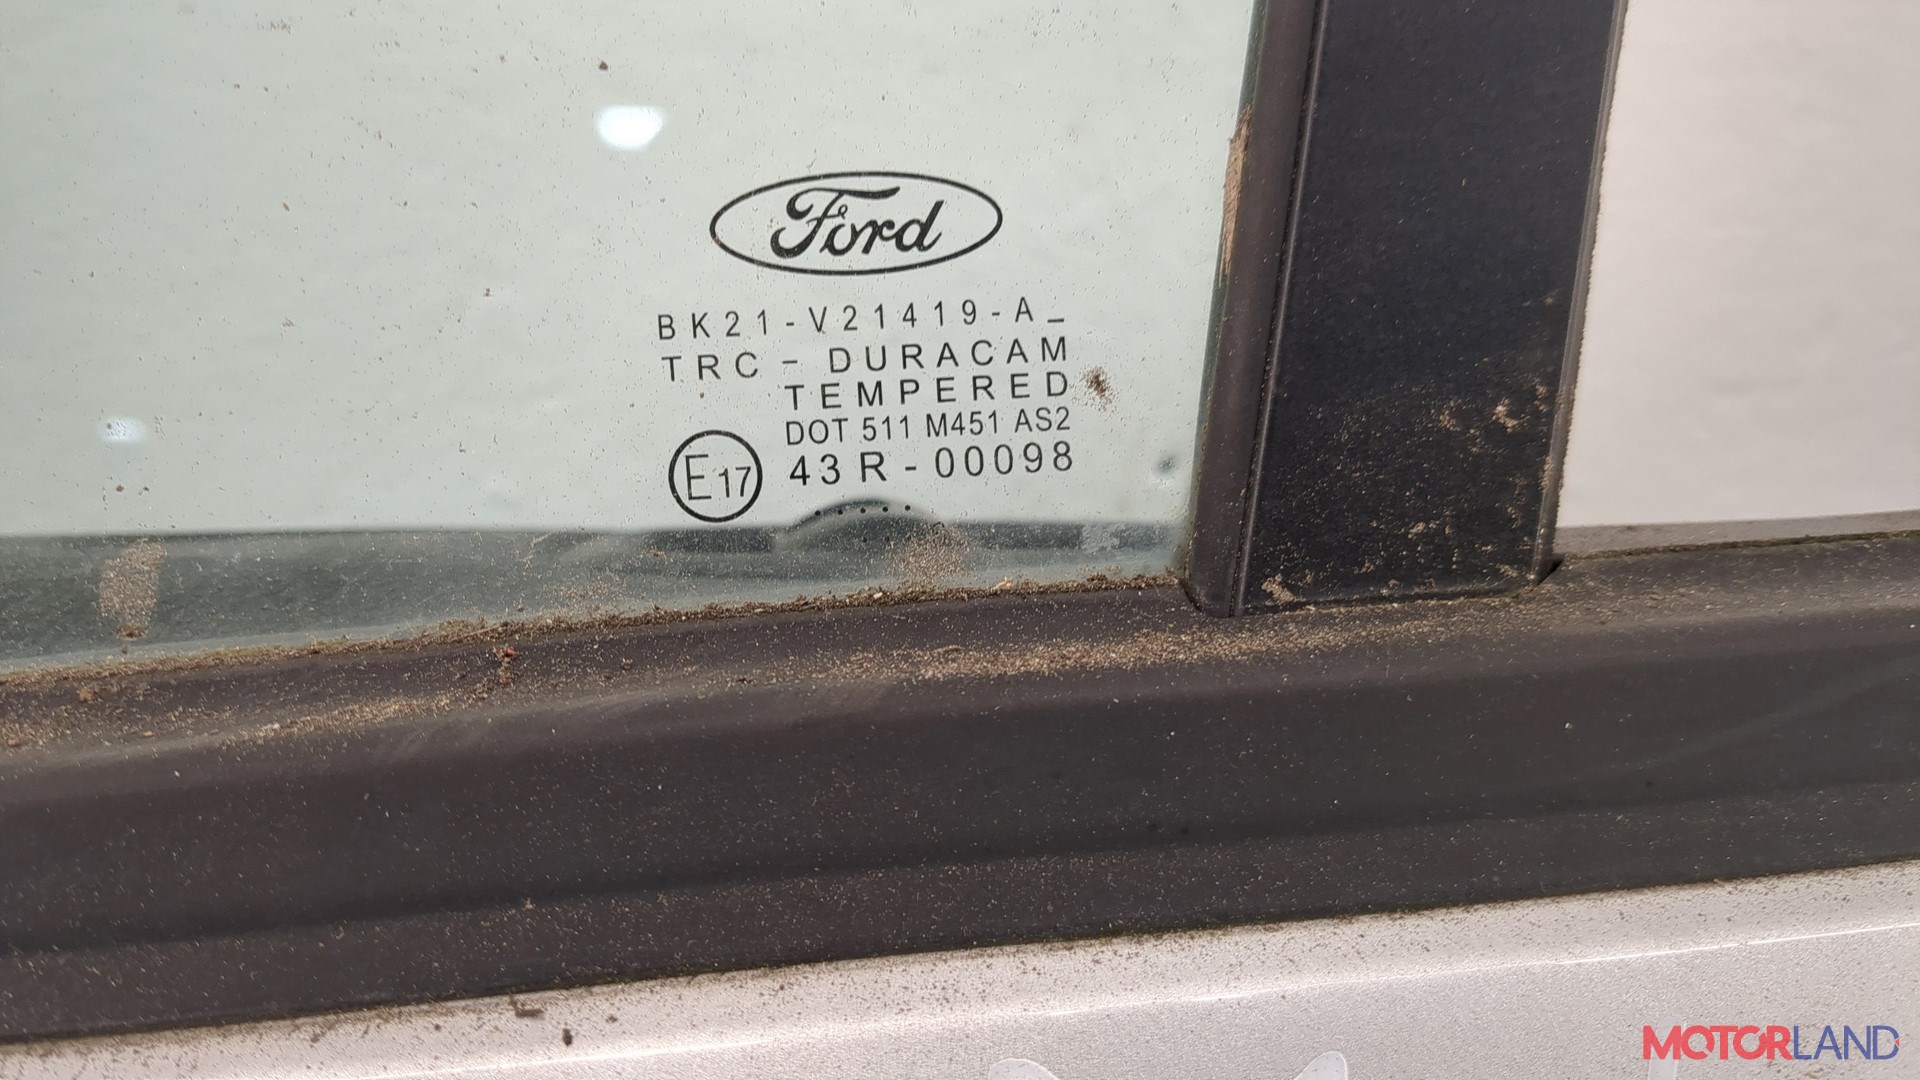 Ford
BK21-V21419-A_
TRC - DURACAM
TEMPERED
DOT 511 M451 AS2
E17 43R-00098
MOTORLAND